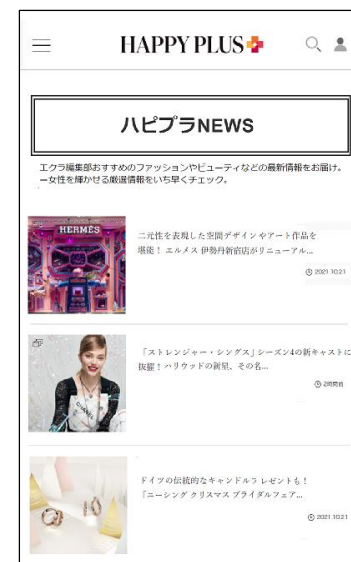 HAPPY PLUS
ハピプラNEWS
エクラ編集部おすすめのファッションやビューティなどの最新情報をお届け。
ー女性を輝かせる厳選情報をいち早くチェック。
HERMÈS
二元性を表現した空間デザインやアート作品を
堪能！ エルメス 伊勢丹新宿店がリニューアル...
2021.10.21
「ストレンジャー・シングス」シーズン4の新キャストに
抜擢！ハリウッドの新星、その名...
CHANEL
2時間前
ドイツの伝統的なキャンドルプレゼントも！
「ニーシング クリスマス ブライダルフェア...
2021.10.21